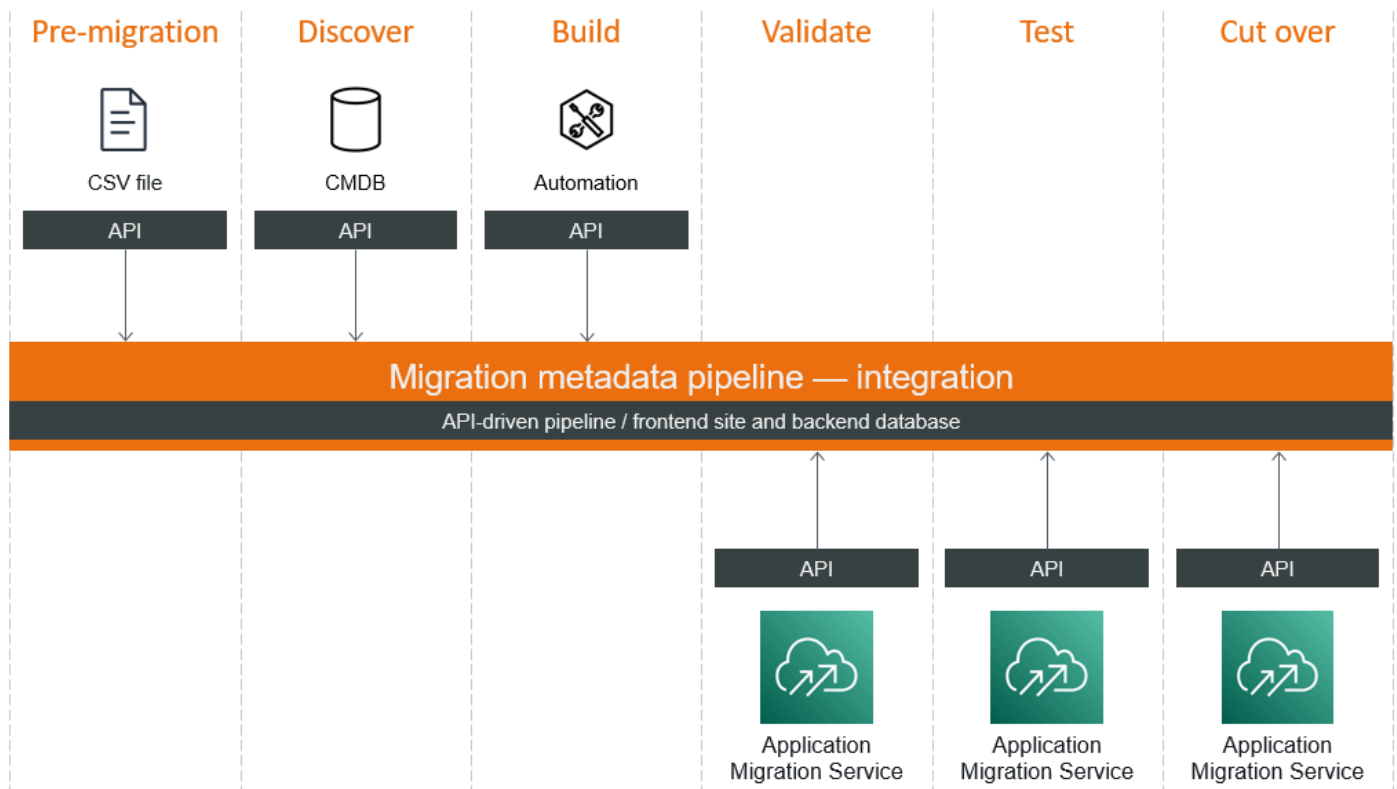 Pre-migration
Discover
Build
Validate
Test
Cut over
CSV file
CMDB
Automation
API
API
API
Migration metadata pipeline — integration
API-driven pipeline / frontend site and backend database
API
API
API
Application
Migration Service
Application
Migration Service
Application
Migration Service